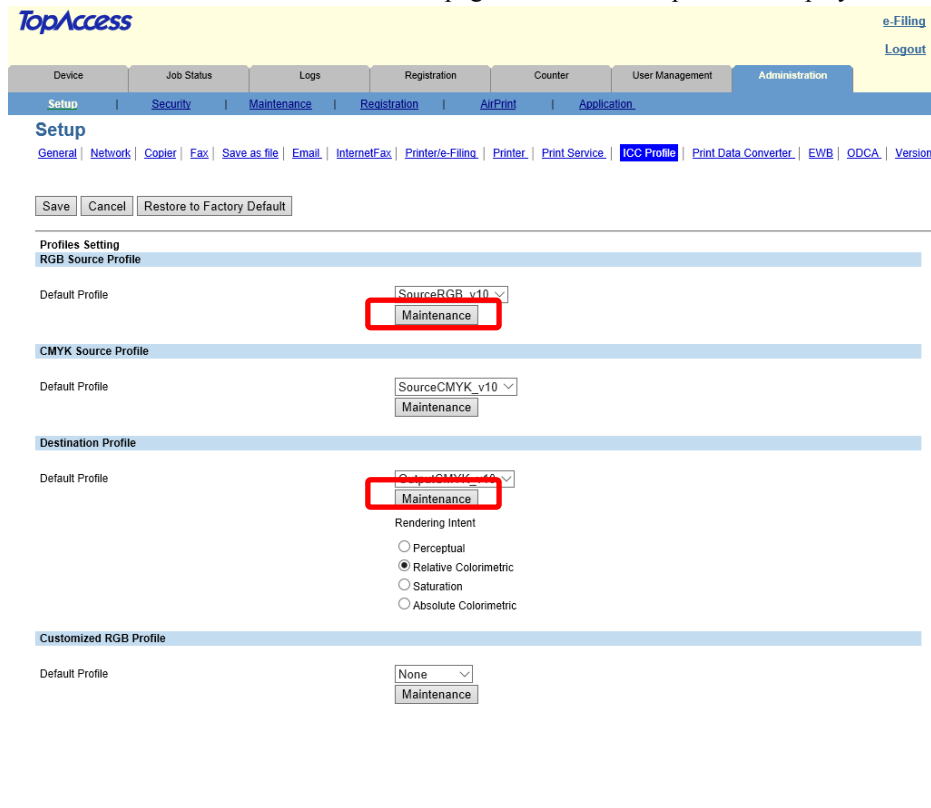 TopAccess
e-Filing
Logout
Device Job Status Logs Registration Counter User Management Administration
Setup | Security | Maintenance | Registration | AirPrint | Application
Setup
General | Network | Copier | Fax | Save as file | Email | InternetFax | Printer/e-Filing | Printer | Print Service | ICC Profile | Print Data Converter | EWB | ODCA | Version
Save Cancel Restore to Factory Default
Profiles Setting
RGB Source Profile
Default Profile SourceRGB_v10
Maintenance
CMYK Source Profile
Default Profile SourceCMYK_v10
Maintenance
Destination Profile
Default Profile OutputCMYK_v10
Maintenance
Rendering Intent
Perceptual
Relative Colorimetric
Saturation
Absolute Colorimetric
Customized RGB Profile
Default Profile None
Maintenance